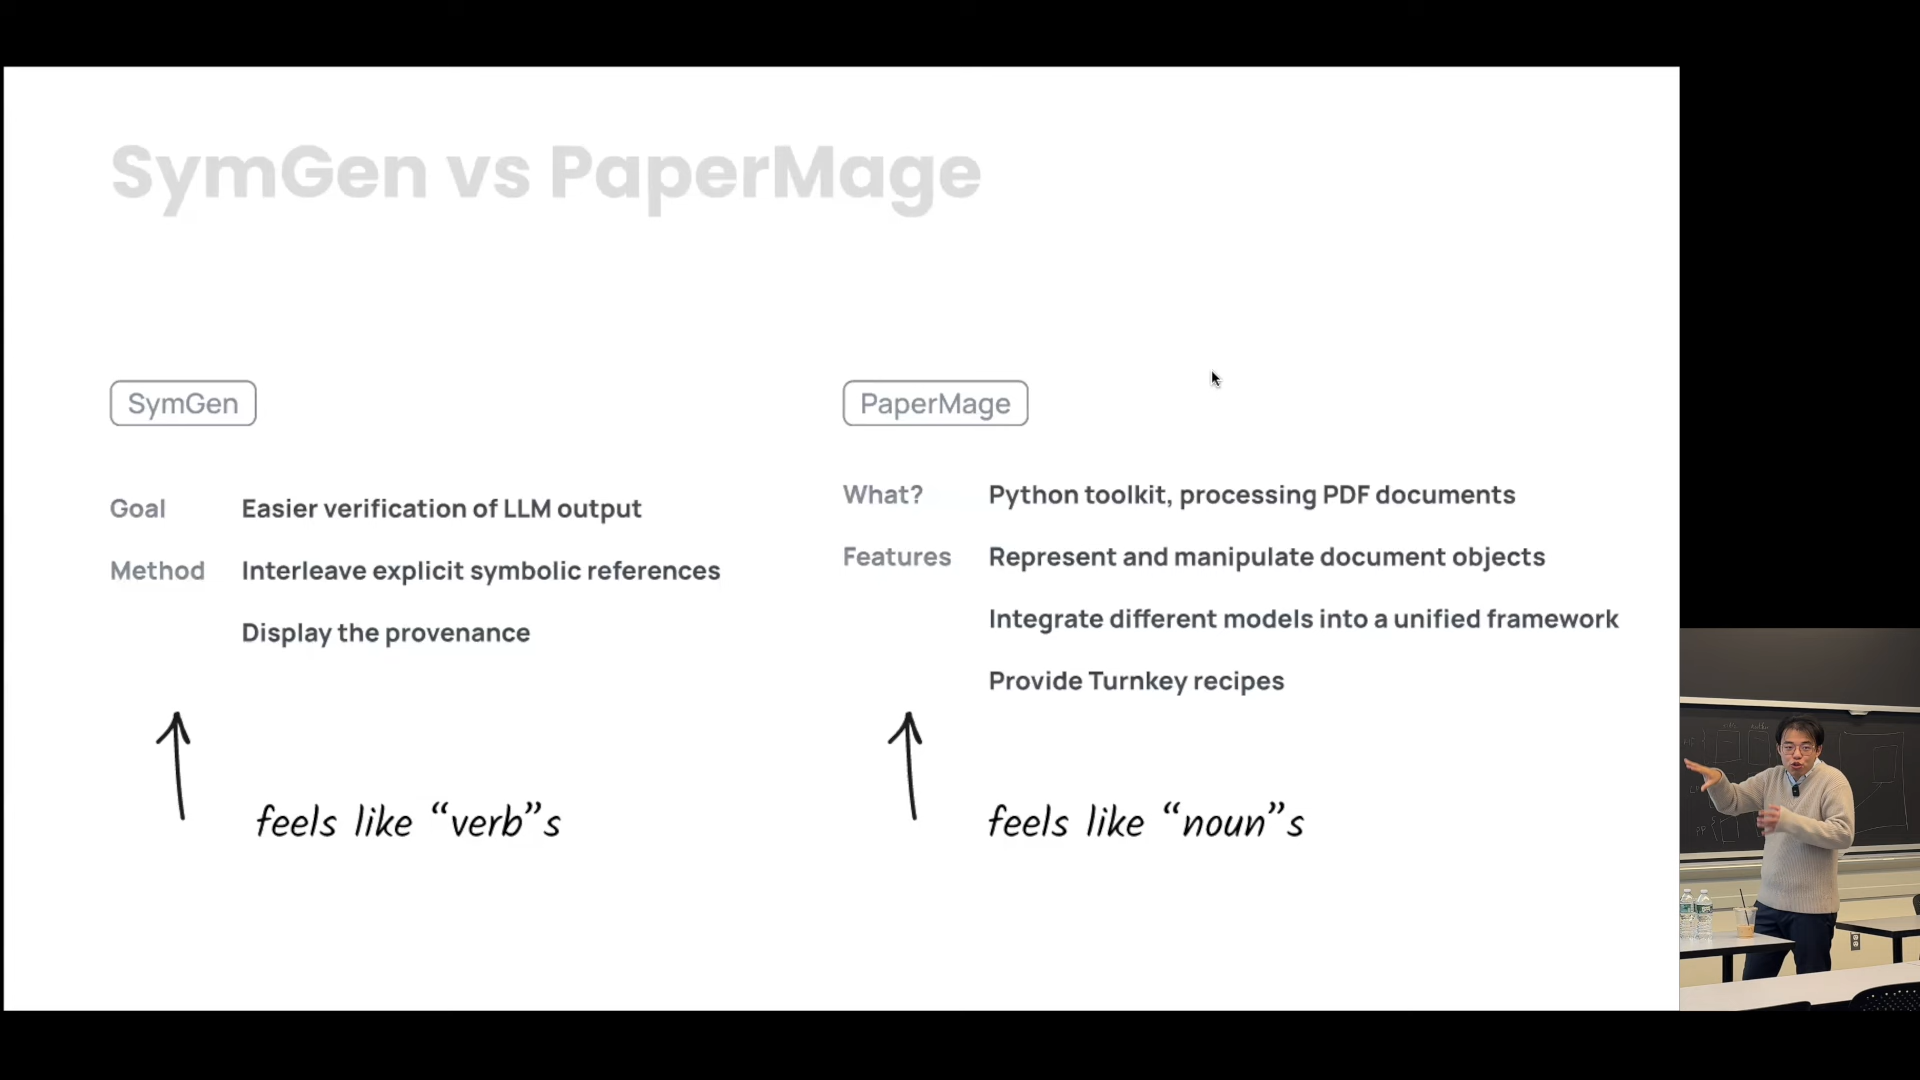 SymGen vs PaperMage
SymGen
Goal Easier verification of LLM output
Method Interleave explicit symbolic references
Display the provenance
feels like “verb”s
PaperMage
What? Python toolkit, processing PDF documents
Features Represent and manipulate document objects
Integrate different models into a unified framework
Provide Turnkey recipes
feels like “noun”s